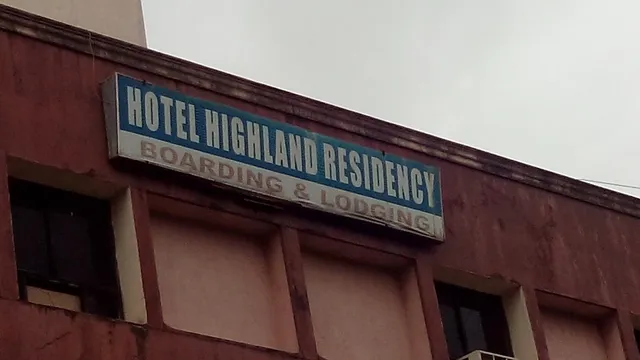 HOTEL HIGHLAND RESIDENCY
BOARDING & LODGING